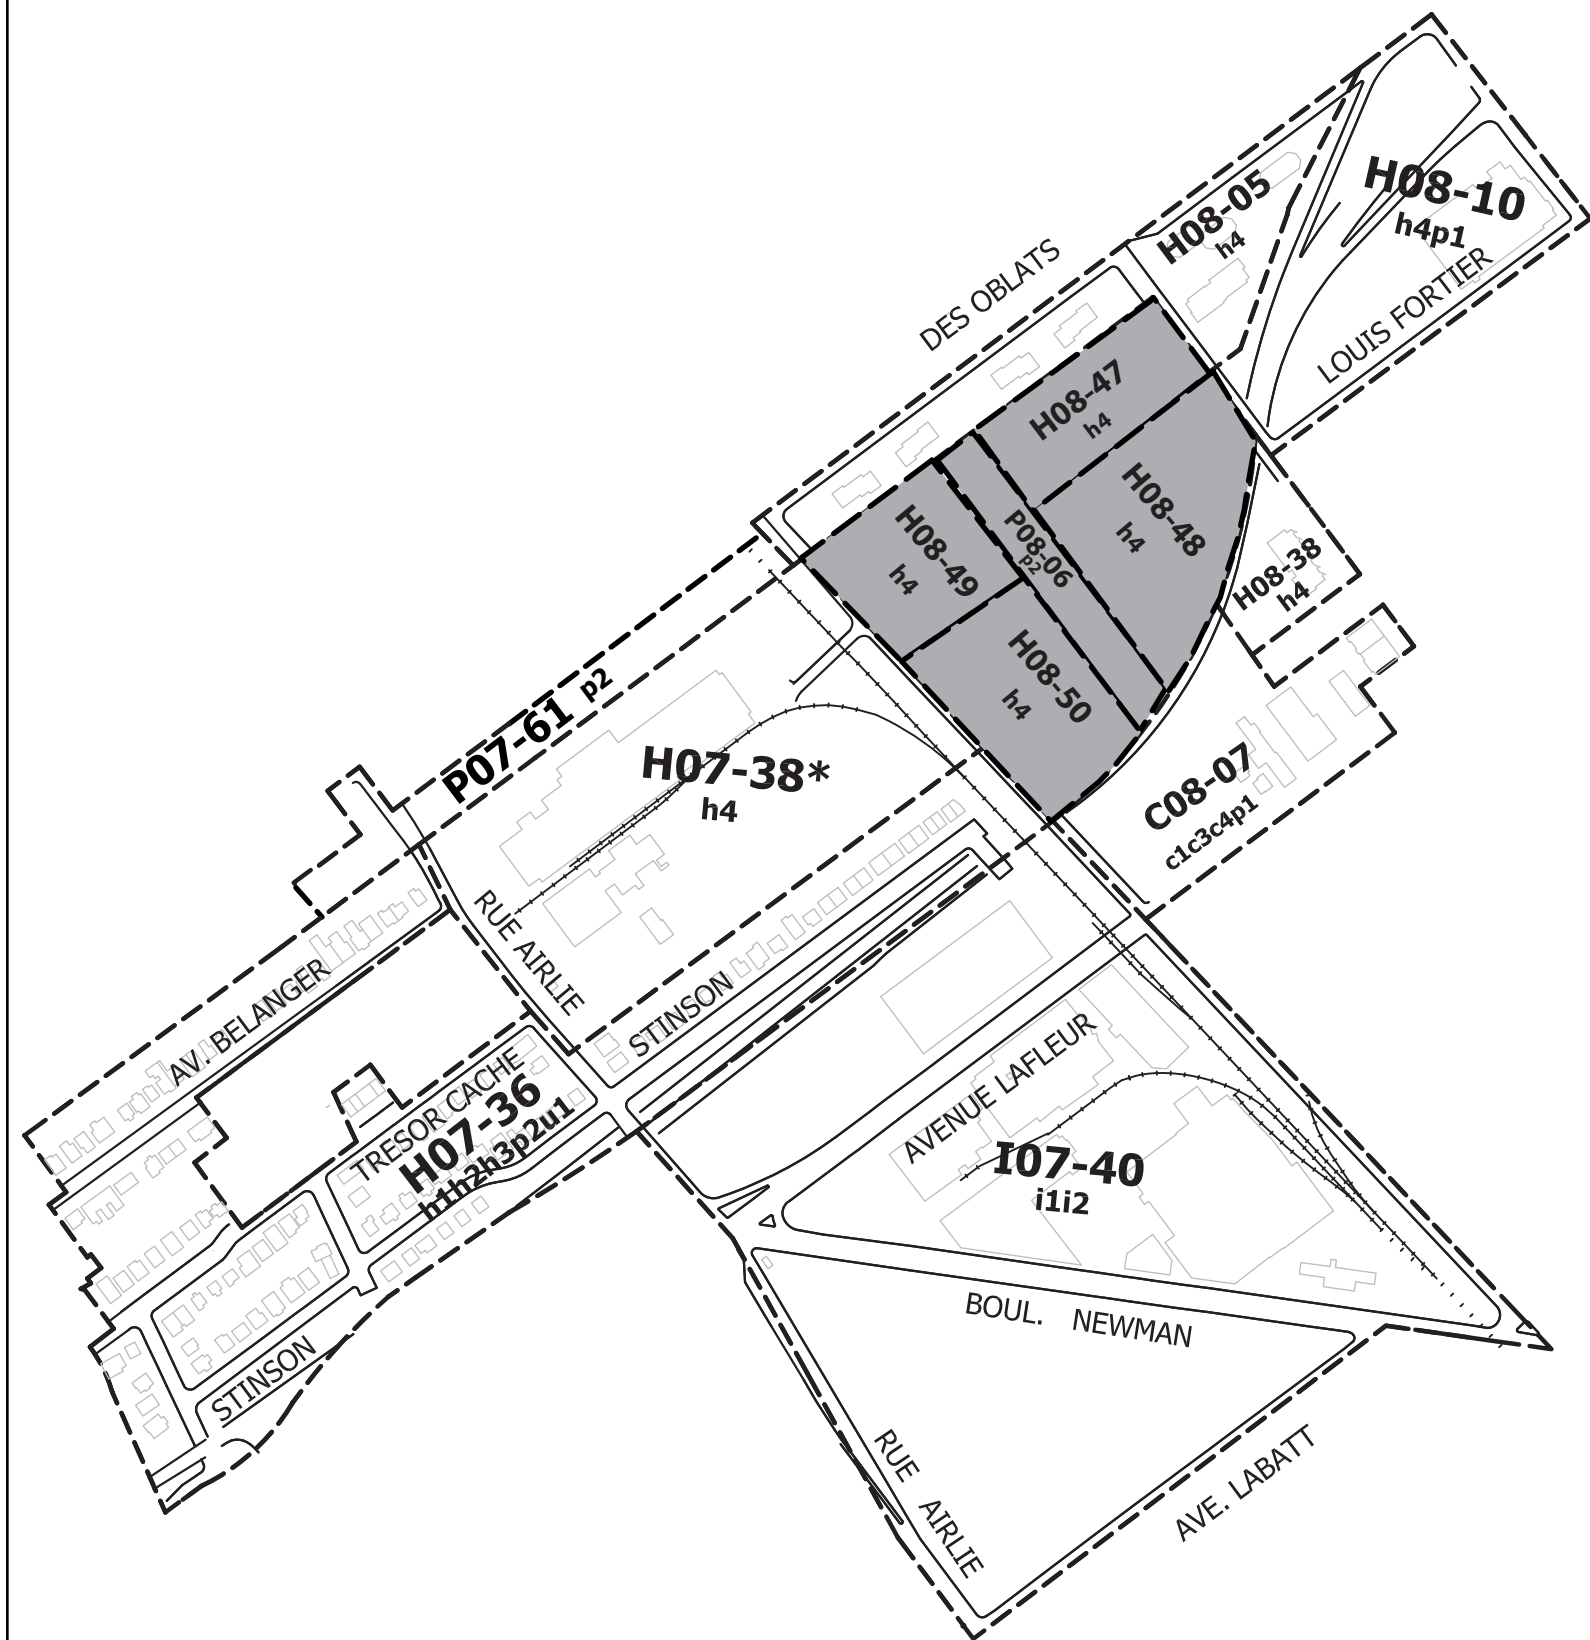 H08-10
h4p1
H08-05
h4
LOUIS FORTIER
DES OBLATS
H08-47
h4
H08-48
h4
H08-49
h4
P08-06
p2
H08-38
h4
H08-50
h4
P07-61 p2
H07-38*
h4
C08-07
c1c3c4p1
RUE AIRLIE
AV. BELANGER
STINSON
TRESOR CACHE
H07-36
h1h2h3p2u1
AVENUE LAFLEUR
I07-40
i1i2
BOUL. NEWMAN
STINSON
RUE AIRLIE
AVE. LABATT